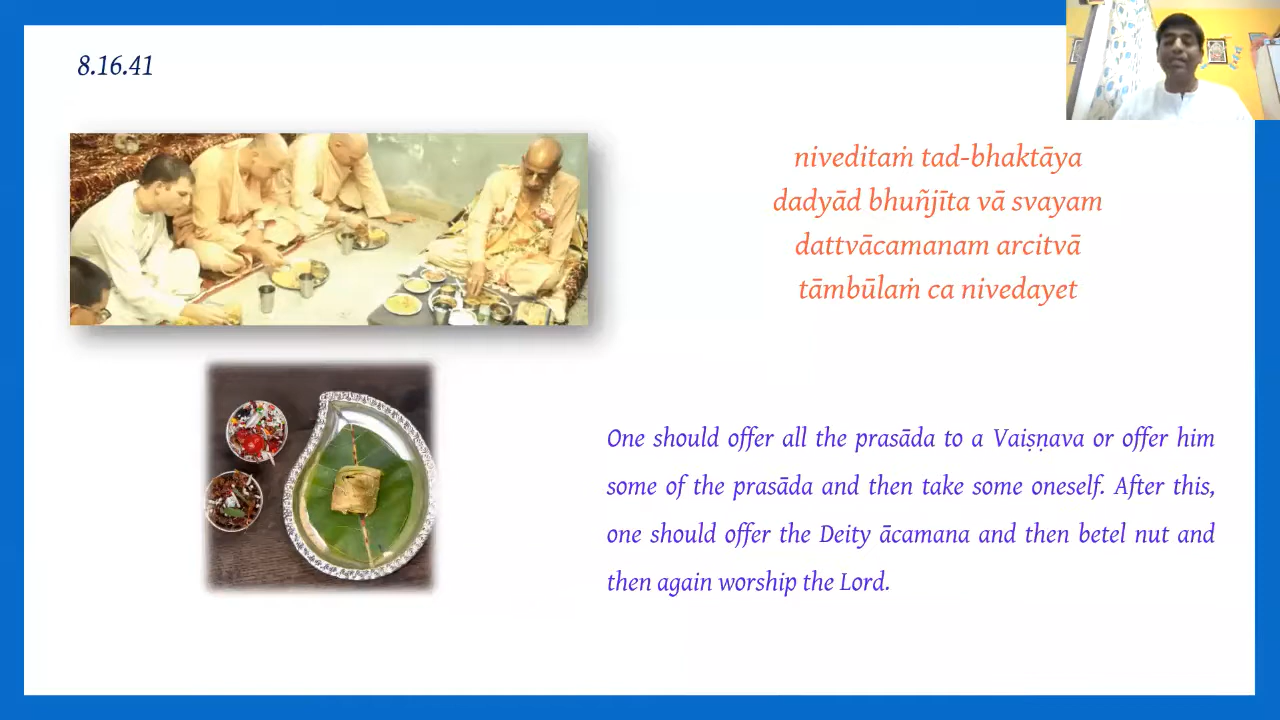 8.16.41
niveditaṁ tad-bhaktāya
dadyād bhuñjīta vā svayam
dattvācamanam arcitvā
tāmbūlaṁ ca nivedayet
One should offer all the prasāda to a Vaiṣṇava or offer him
some of the prasāda and then take some oneself. After this,
one should offer the Deity ācamana and then betel nut and
then again worship the Lord.